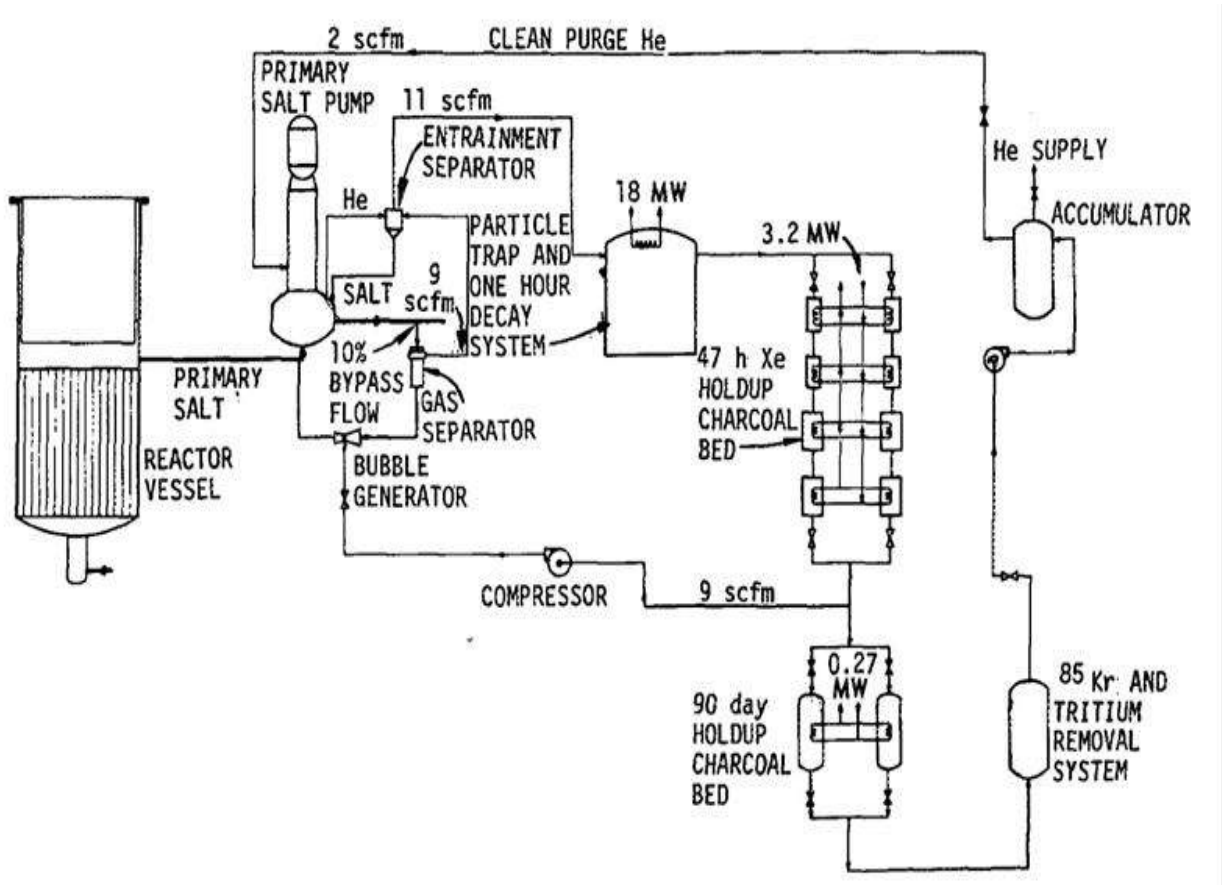 2 scfm
CLEAN PURGE He
PRIMARY
SALT PUMP
11 scfm
ENTRAINMENT
SEPARATOR
He
He SUPPLY
ACCUMULATOR
18 MW
PARTICLE
TRAP AND
ONE HOUR
DECAY
SYSTEM
3.2 MW
SALT
9
scfm
10%
BYPASS
FLOW
GAS
SEPARATOR
PRIMARY
SALT
47 h Xe
HOLDUP
CHARCOAL
BED
REACTOR
VESSEL
BUBBLE
GENERATOR
COMPRESSOR
9 scfm
0.27
MW
90 day
HOLDUP
CHARCOAL
BED
85 Kr AND
TRITIUM
REMOVAL
SYSTEM